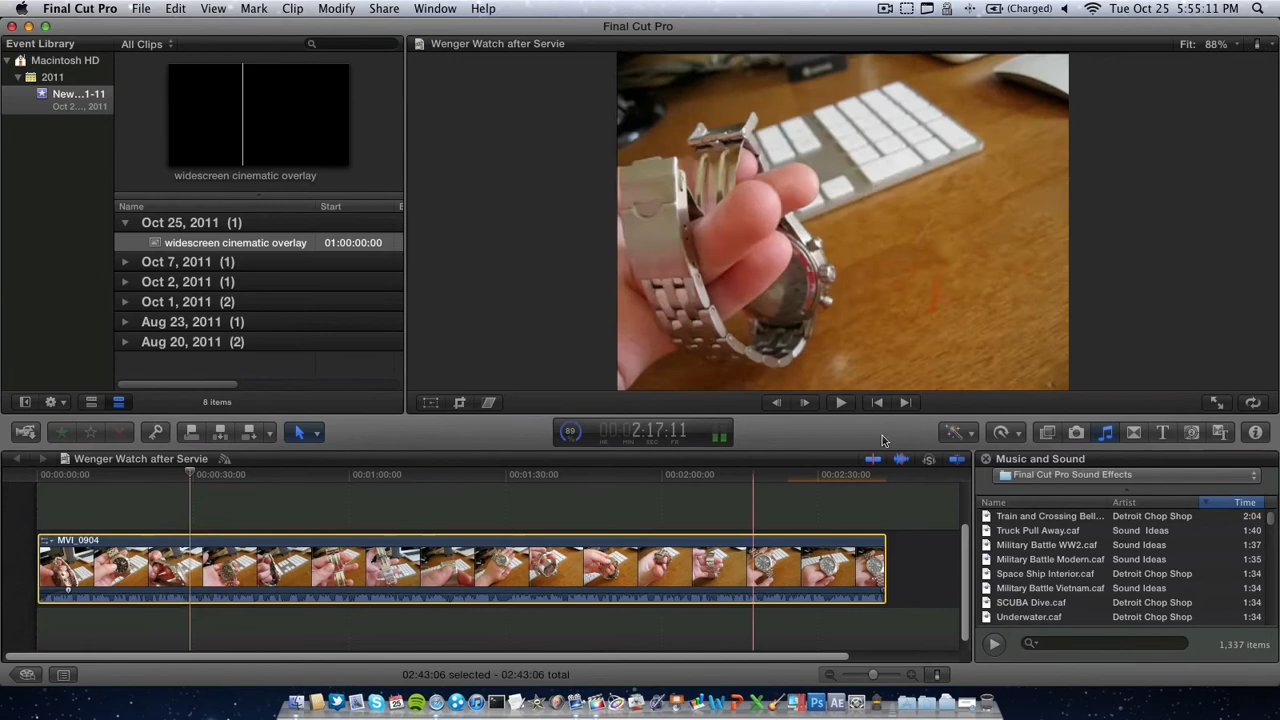 Final Cut Pro File Edit View Mark Clip Modify Share Window Help (Charged) Tue Oct 25 5:55:11 PM
Final Cut Pro
Event Library
All Clips
Wenger Watch after Servie
Fit: 88%
Macintosh HD
2011
New...1-11
Oct 2..., 2011
widescreen cinematic overlay
Name Start
Oct 25, 2011 (1)
widescreen cinematic overlay 01:00:00:00
Oct 7, 2011 (1)
Oct 2, 2011 (1)
Oct 1, 2011 (2)
Aug 23, 2011 (1)
Aug 20, 2011 (2)
8 items
89
00:02:17:11
HR MIN SEC FR
Wenger Watch after Servie
Music and Sound
00:00:00:00 00:00:30:00 00:01:00:00 00:01:30:00 00:02:00:00 00:02:30:00
Final Cut Pro Sound Effects
Name Artist Time
MVI_0904
Train and Crossing Bell... Detroit Chop Shop 2:04
Truck Pull Away.caf Sound Ideas 1:40
Military Battle WW2.caf Sound Ideas 1:37
Military Battle Modern.caf Sound Ideas 1:35
Space Ship Interior.caf Detroit Chop Shop 1:34
Military Battle Vietnam.caf Sound Ideas 1:34
SCUBA Dive.caf Detroit Chop Shop 1:34
Underwater.caf Detroit Chop Shop 1:34
1,337 items
02:43:06 selected - 02:43:06 total